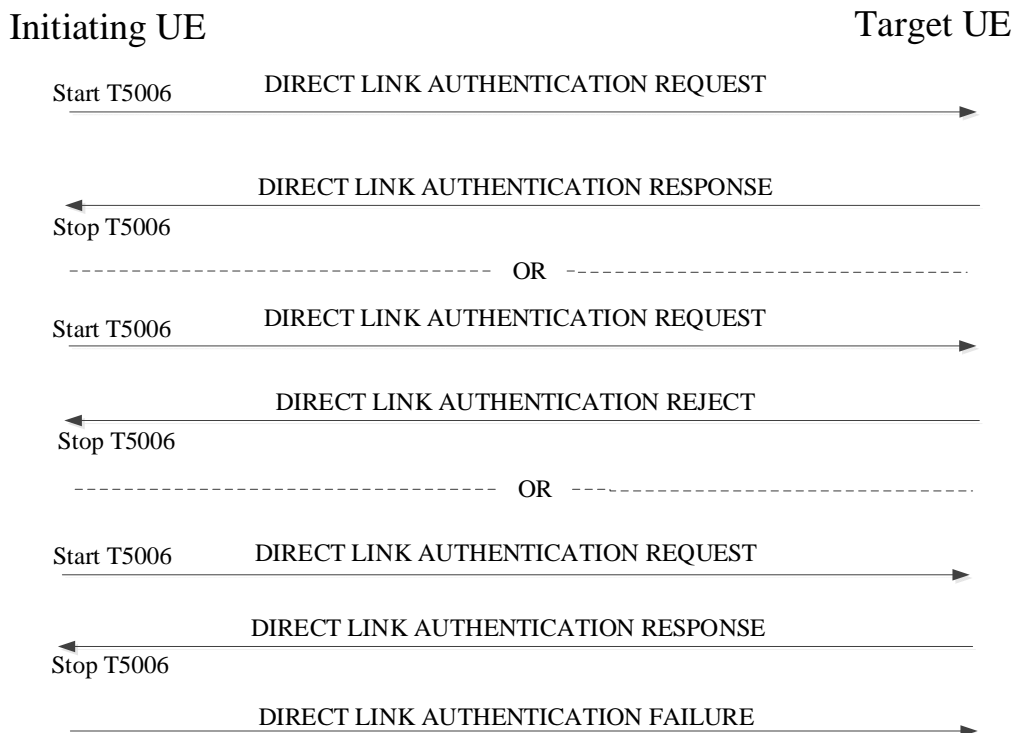 Initiating UE
Target UE
Start T5006
DIRECT LINK AUTHENTICATION REQUEST
DIRECT LINK AUTHENTICATION RESPONSE
Stop T5006
OR
Start T5006
DIRECT LINK AUTHENTICATION REQUEST
DIRECT LINK AUTHENTICATION REJECT
Stop T5006
OR
Start T5006
DIRECT LINK AUTHENTICATION REQUEST
DIRECT LINK AUTHENTICATION RESPONSE
Stop T5006
DIRECT LINK AUTHENTICATION FAILURE